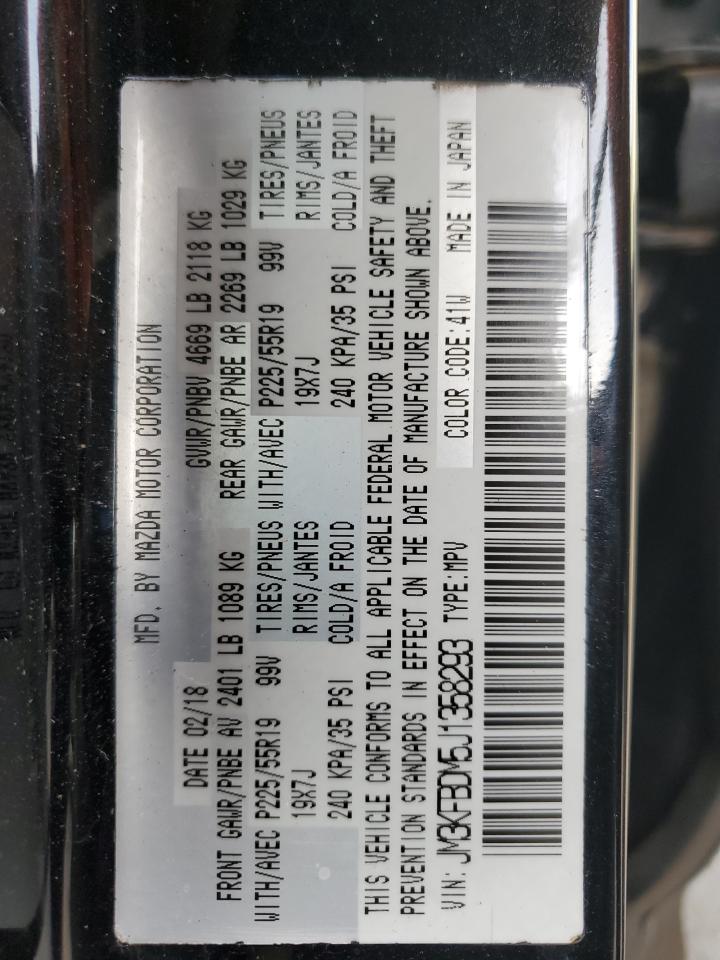 MFD. BY MAZDA MOTOR CORPORATION
DATE 02/18 GVWR/PNBV 4669 LB 2118 KG
FRONT GAWR/PNBE AV 2401 LB 1089 KG REAR GAWR/PNBE AR 2269 LB 1029 KG
WITH/AVEC P225/55R19 99V TIRES/PNEUS WITH/AVEC P225/55R19 99V TIRES/PNEUS
19X7J RIMS/JANTES 19X7J RIMS/JANTES
240 KPA/35 PSI COLD/A FROID 240 KPA/35 PSI COLD/A FROID
THIS VEHICLE CONFORMS TO ALL APPLICABLE FEDERAL MOTOR VEHICLE SAFETY AND THEFT
PREVENTION STANDARDS IN EFFECT ON THE DATE OF MANUFACTURE SHOWN ABOVE.
VIN: JM3KFBDM5J1358293 TYPE:MPV COLOR CODE:41W MADE IN JAPAN